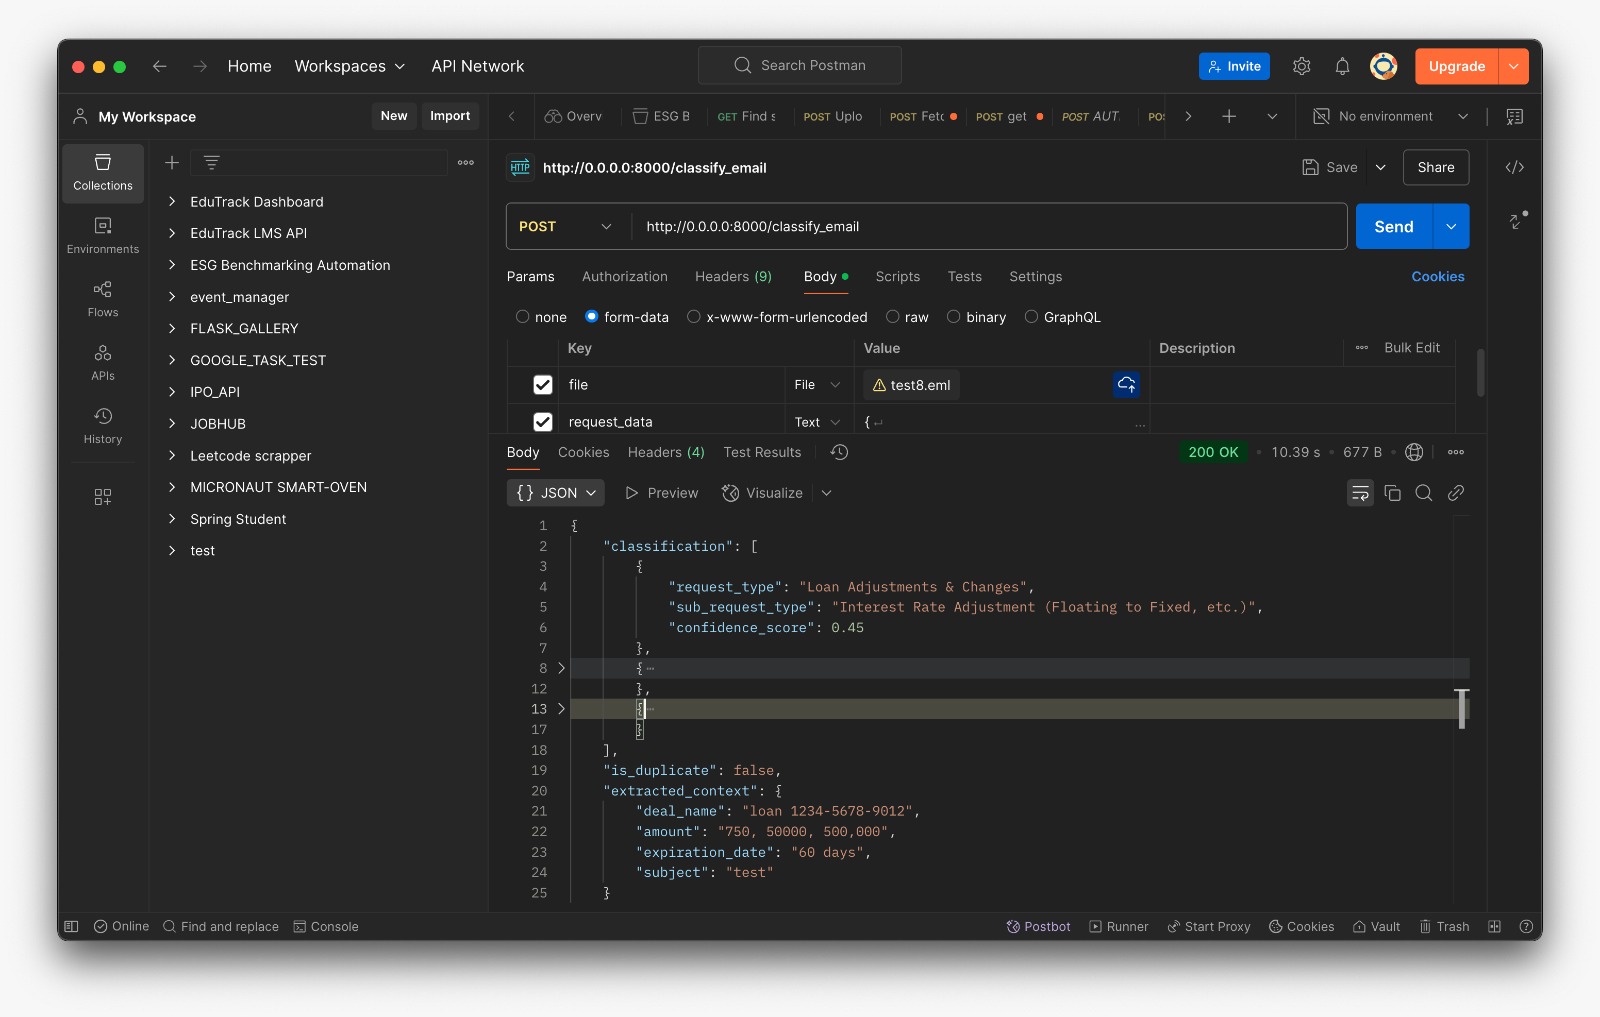 Home Workspaces API Network Search Postman Invite Upgrade
My Workspace New Import Overv ESG B GET Find s POST Uplo POST Fetc POST get POST AUT. PO No environment
Collections
Environments
Flows
APIs
History
EduTrack Dashboard
EduTrack LMS API
ESG Benchmarking Automation
event_manager
FLASK_GALLERY
GOOGLE_TASK_TEST
IPO_API
JOBHUB
Leetcode scrapper
MICRONAUT SMART-OVEN
Spring Student
test
HTTP http://0.0.0.0:8000/classify_email Save Share
POST http://0.0.0.0:8000/classify_email Send
Params Authorization Headers (9) Body Scripts Tests Settings Cookies
none form-data x-www-form-urlencoded raw binary GraphQL
Key Value Description Bulk Edit
file File test8.eml
request_data Text { ↵ ...
Body Cookies Headers (4) Test Results 200 OK 10.39 s 677 B
{} JSON Preview Visualize
1 {
2 "classification": [
3 {
4 "request_type": "Loan Adjustments & Changes",
5 "sub_request_type": "Interest Rate Adjustment (Floating to Fixed, etc.)",
6 "confidence_score": 0.45
7 },
8 { ⋯
12 },
13 { ⋯
17 }
18 ],
19 "is_duplicate": false,
20 "extracted_context": {
21 "deal_name": "loan 1234-5678-9012",
22 "amount": "750, 50000, 500,000",
23 "expiration_date": "60 days",
24 "subject": "test"
25 }
Online Find and replace Console Postbot Runner Start Proxy Cookies Vault Trash